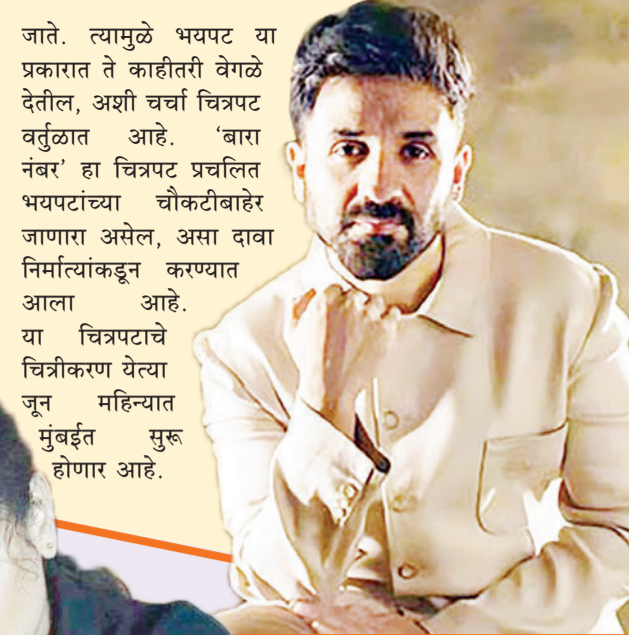 जाते. त्यामुळे भयपट या
प्रकारात ते काहीतरी वेगळे
देतील, अशी चर्चा चित्रपट
वर्तुळात आहे. ‘बारा
नंबर’ हा चित्रपट प्रचलित
भयपटांच्या चौकटीबाहेर
जाणारा असेल, असा दावा
निर्मात्यांकडून करण्यात
आला आहे.
या चित्रपटाचे
चित्रीकरण येत्या
जून महिन्यात
मुंबईत सुरू
होणार आहे.